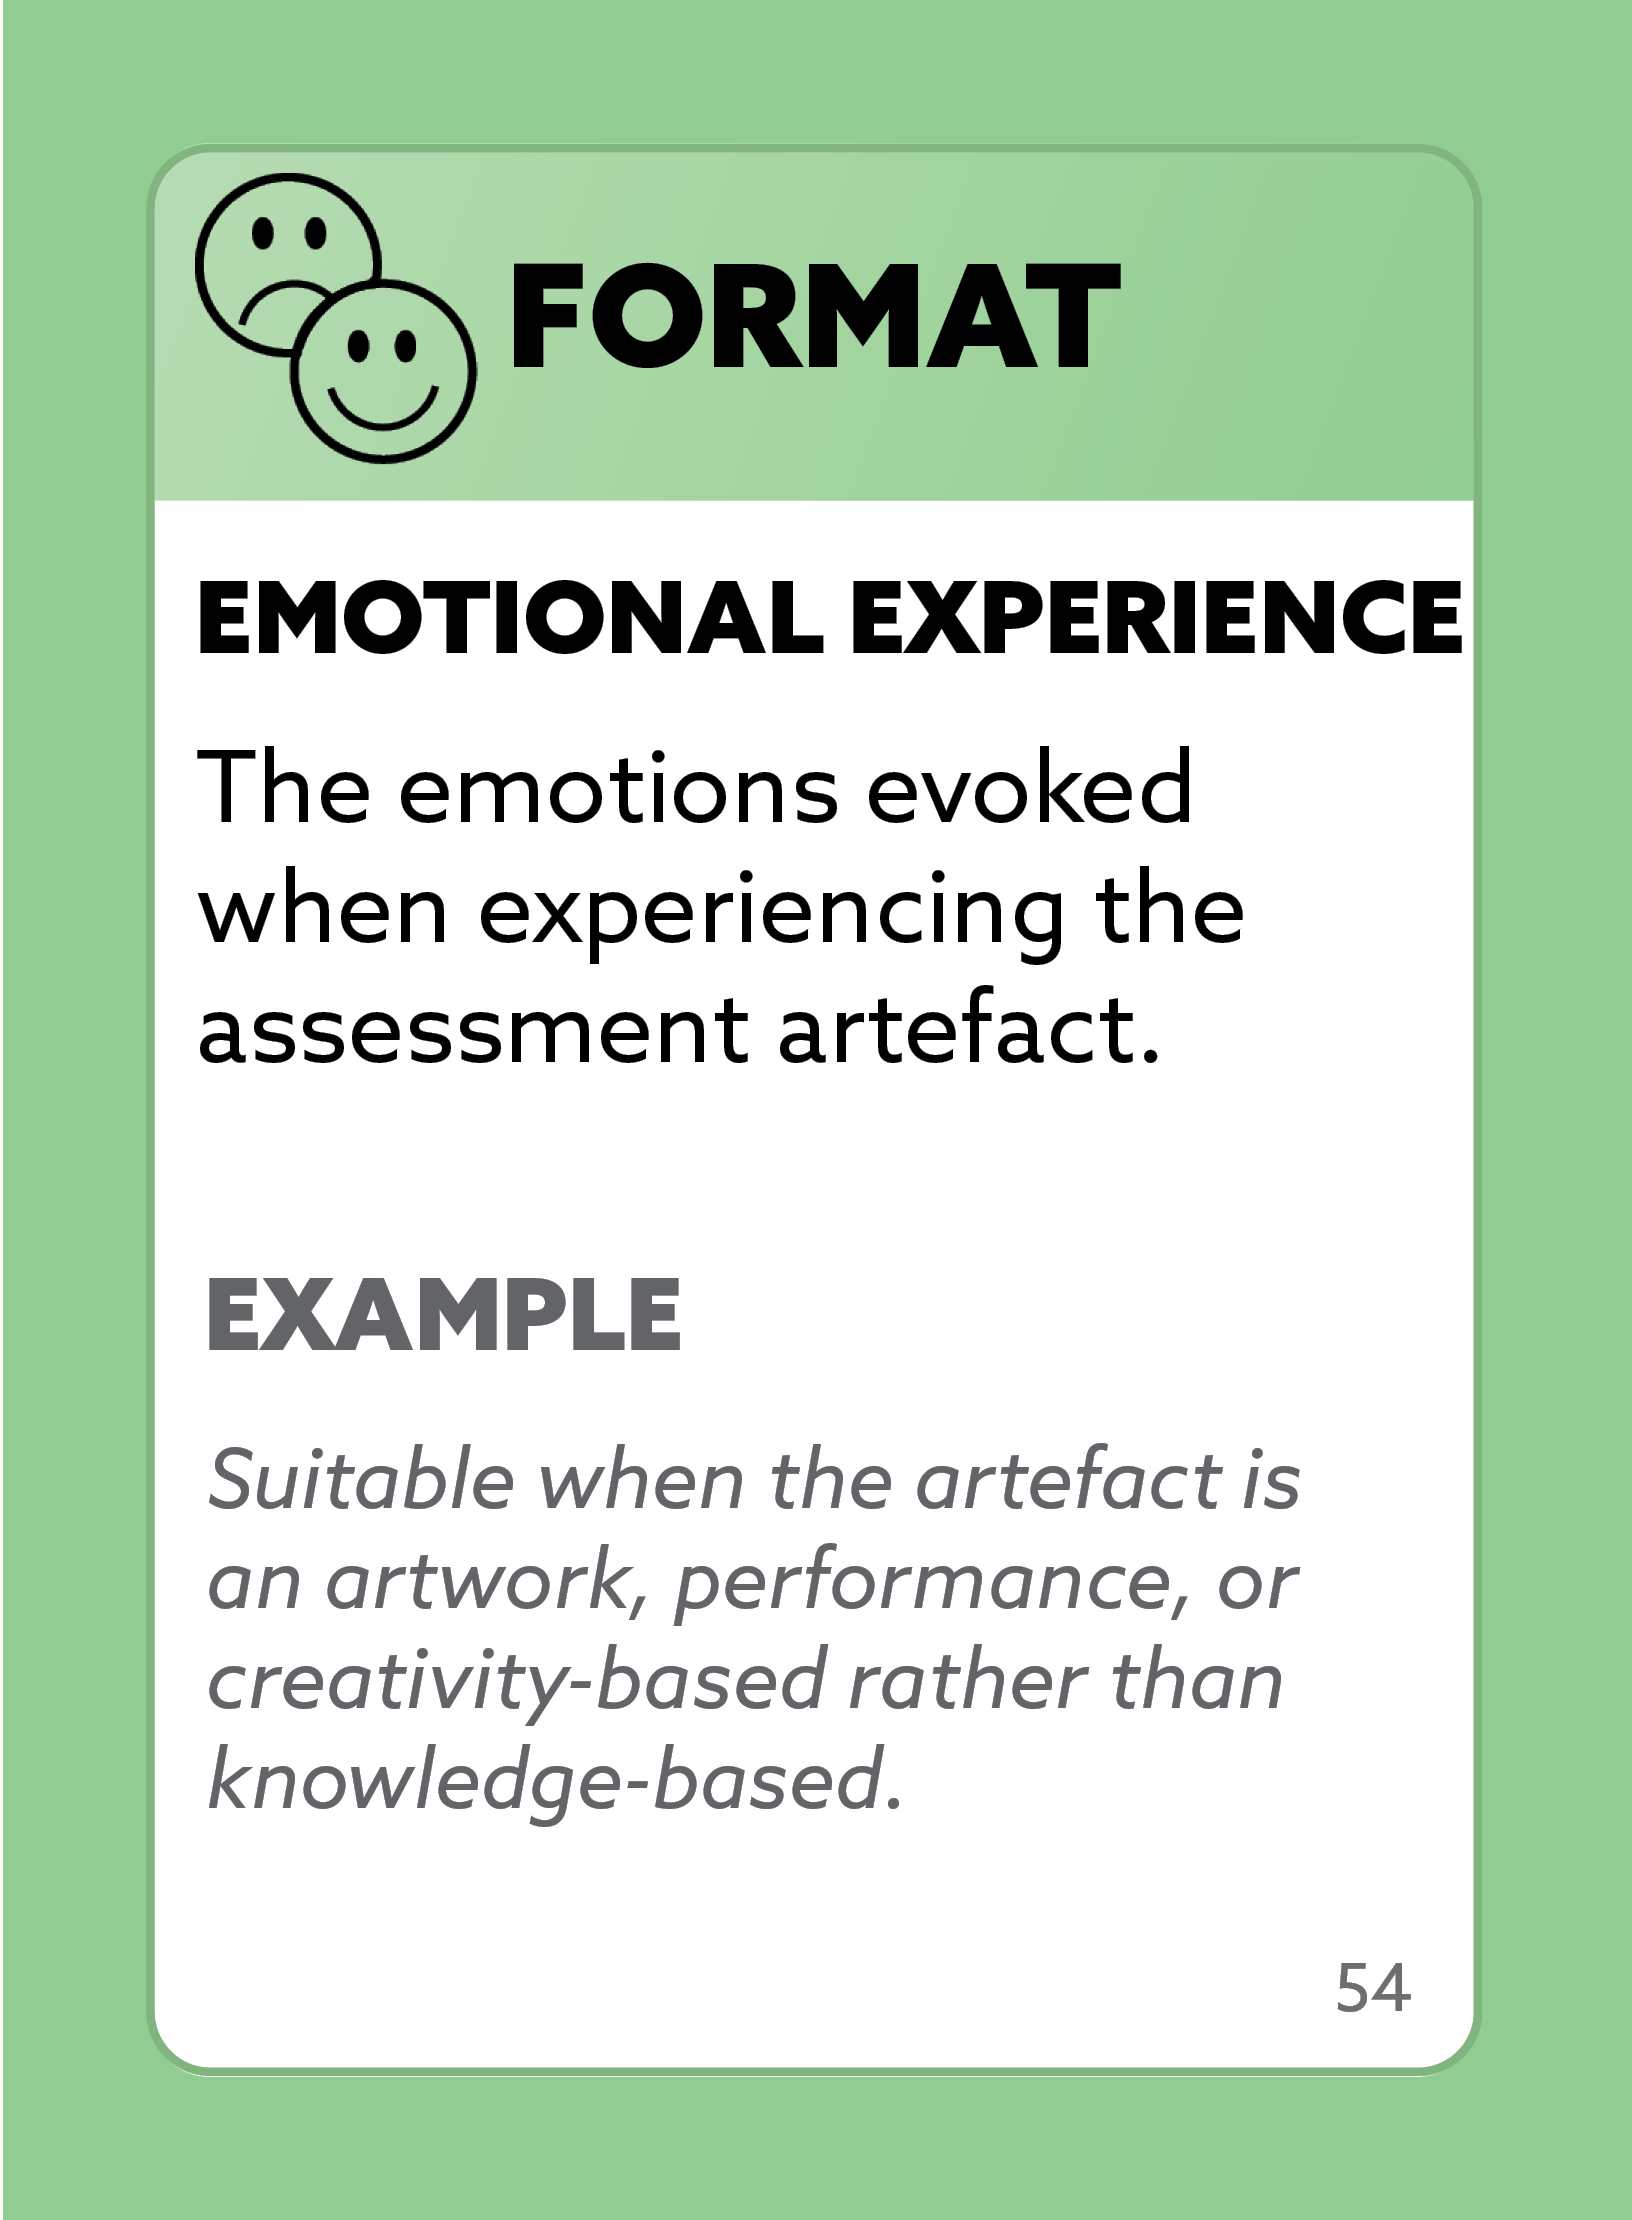 FORMAT
EMOTIONAL EXPERIENCE
The emotions evoked
when experiencing the
assessment artefact.
EXAMPLE
Suitable when the artefact is
an artwork, performance, or
creativity-based rather than
knowledge-based.
54